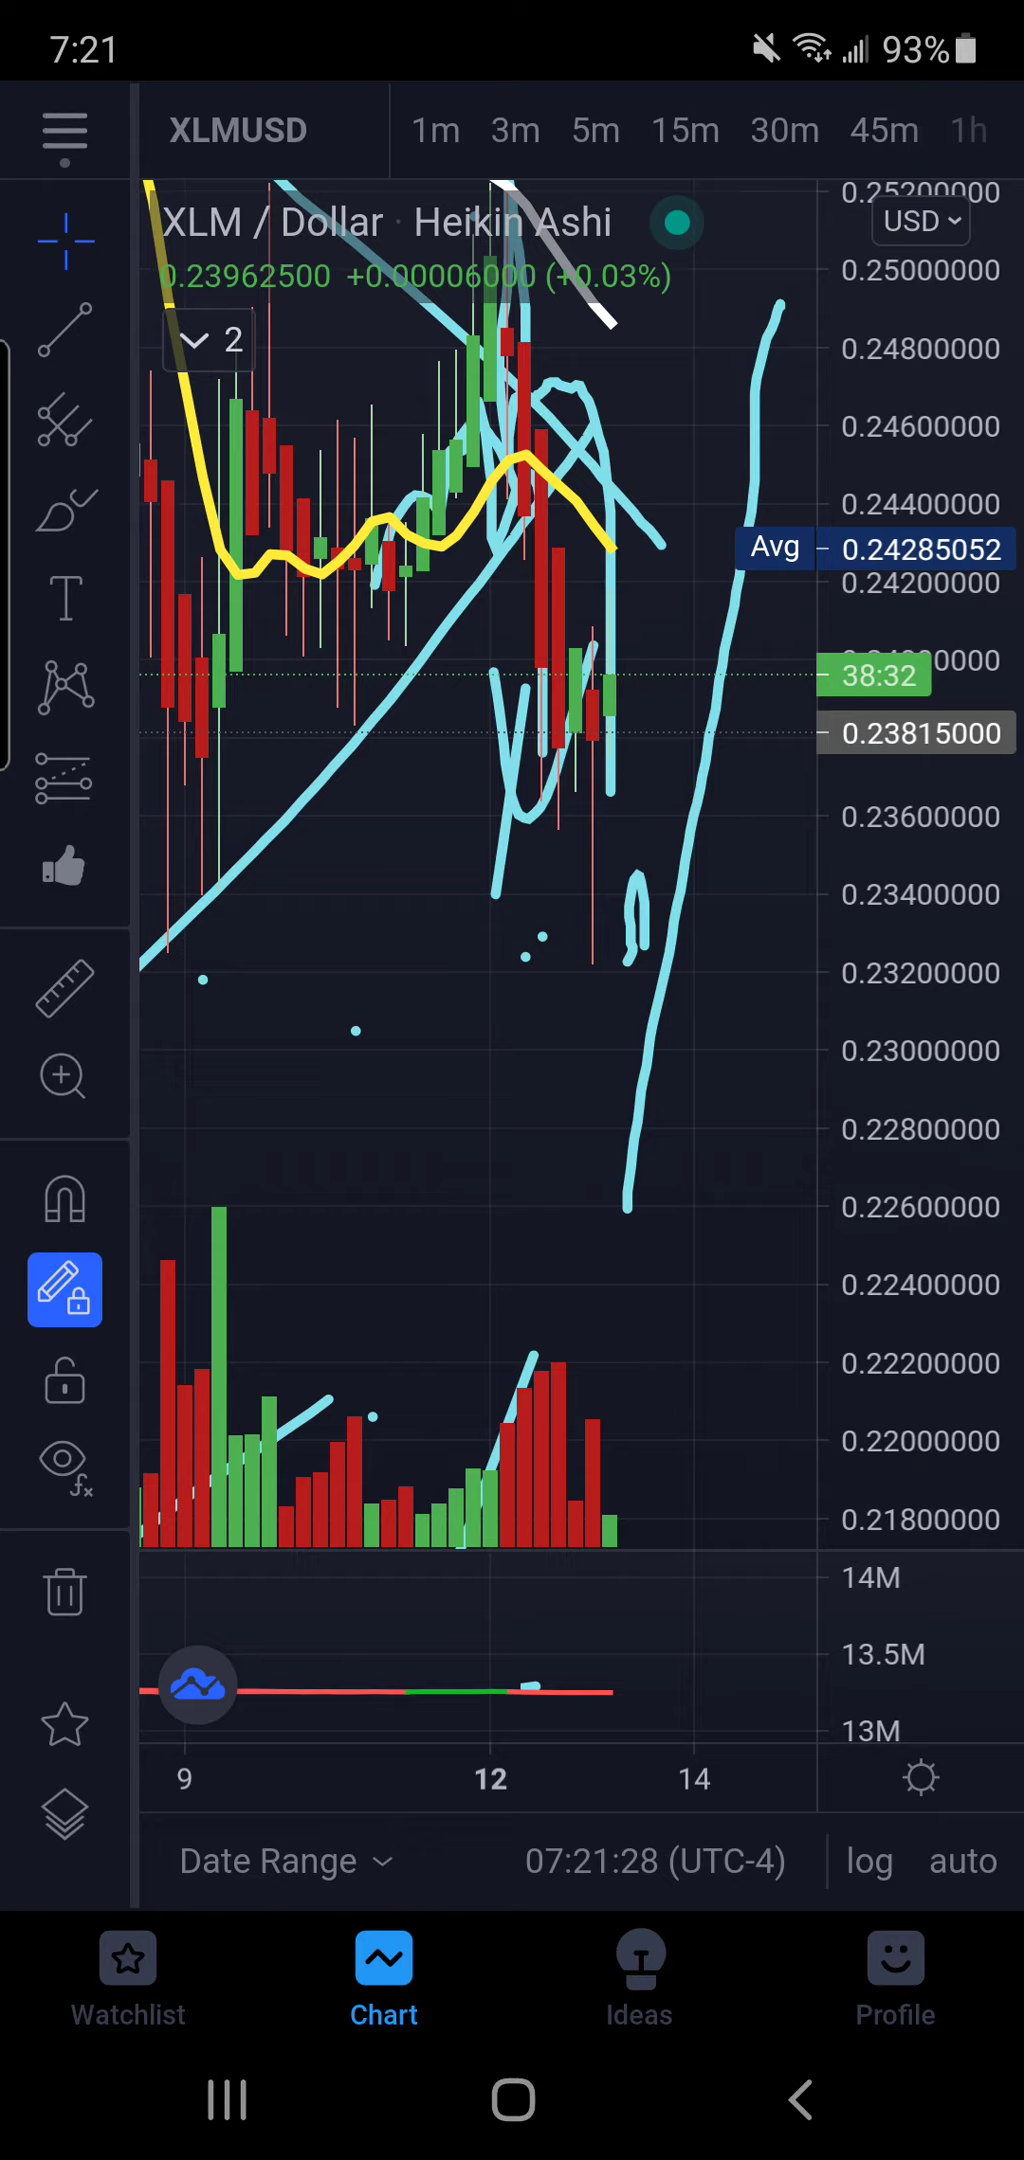 7:21 93%
XLMUSD 1m 3m 5m 15m 30m 45m 1h
XLM / Dollar · Heikin Ashi
USD
0.23962500 +0.00006000 (+0.03%)
2
0.25200000
0.25000000
0.24800000
0.24600000
0.24400000
Avg 0.24285052
0.24200000
38:32
0.23815000
0.23600000
0.23400000
0.23200000
0.23000000
0.22800000
0.22600000
0.22400000
0.22200000
0.22000000
0.21800000
14M
13.5M
13M
9 12 14
Date Range 07:21:28 (UTC-4) log auto
Watchlist Chart Ideas Profile